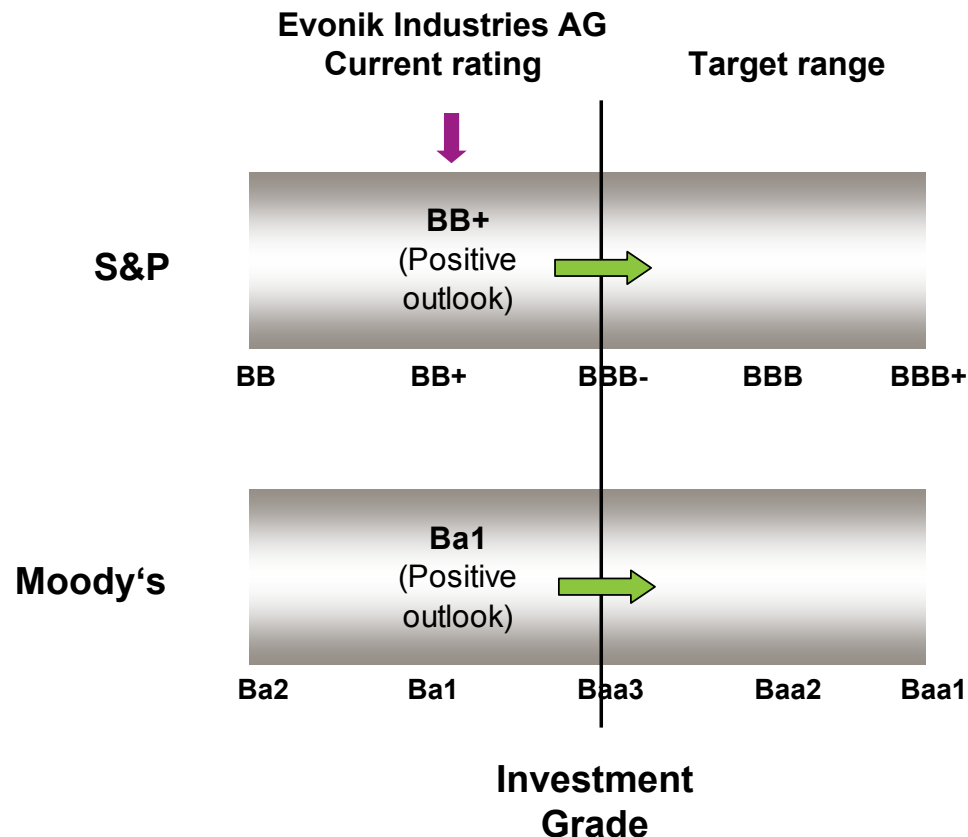 Evonik Industries AG
Current rating
Target range
BB+
(Positive
outlook)
S&P
BB BB+ BBB- BBB BBB+
Ba1
(Positive
outlook)
Moody‘s
Ba2 Ba1 Baa3 Baa2 Baa1
Investment
Grade